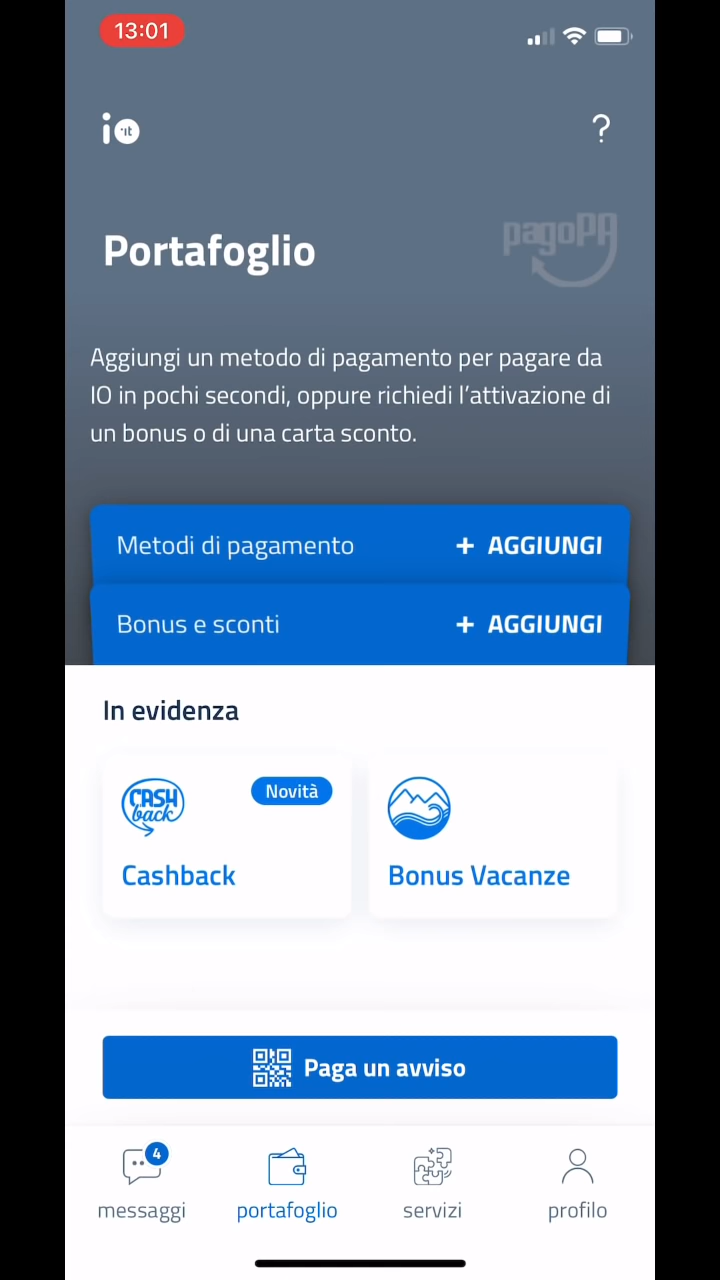 13:01
io.it
?
Portafoglio
pagoPA
Aggiungi un metodo di pagamento per pagare da
IO in pochi secondi, oppure richiedi l’attivazione di
un bonus o di una carta sconto.
Metodi di pagamento + AGGIUNGI
Bonus e sconti + AGGIUNGI
In evidenza
CASH
back
Novità
Cashback
Bonus Vacanze
Paga un avviso
4
messaggi portafoglio servizi profilo